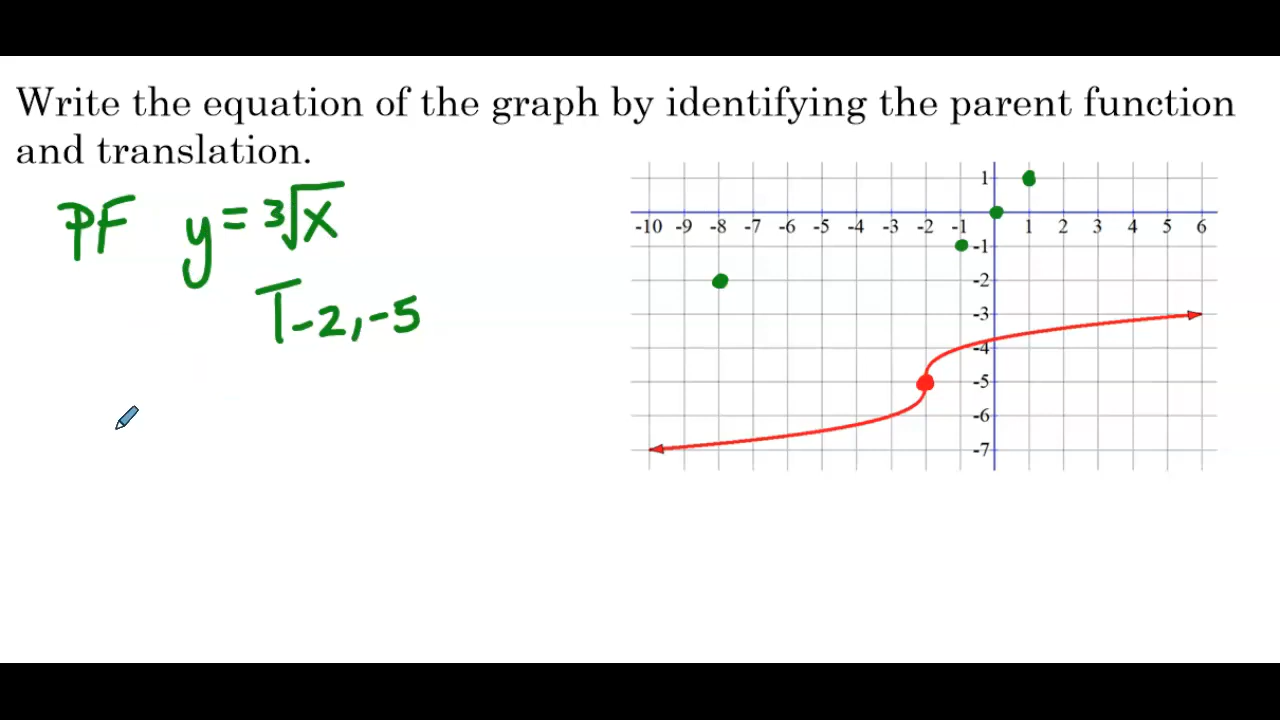 Write the equation of the graph by identifying the parent function
and translation.
PF y = ³√x
T-2,-5
1
-10 -9 -8 -7 -6 -5 -4 -3 -2 -1 1 2 3 4 5 6
-1
-2
-3
-4
-5
-6
-7